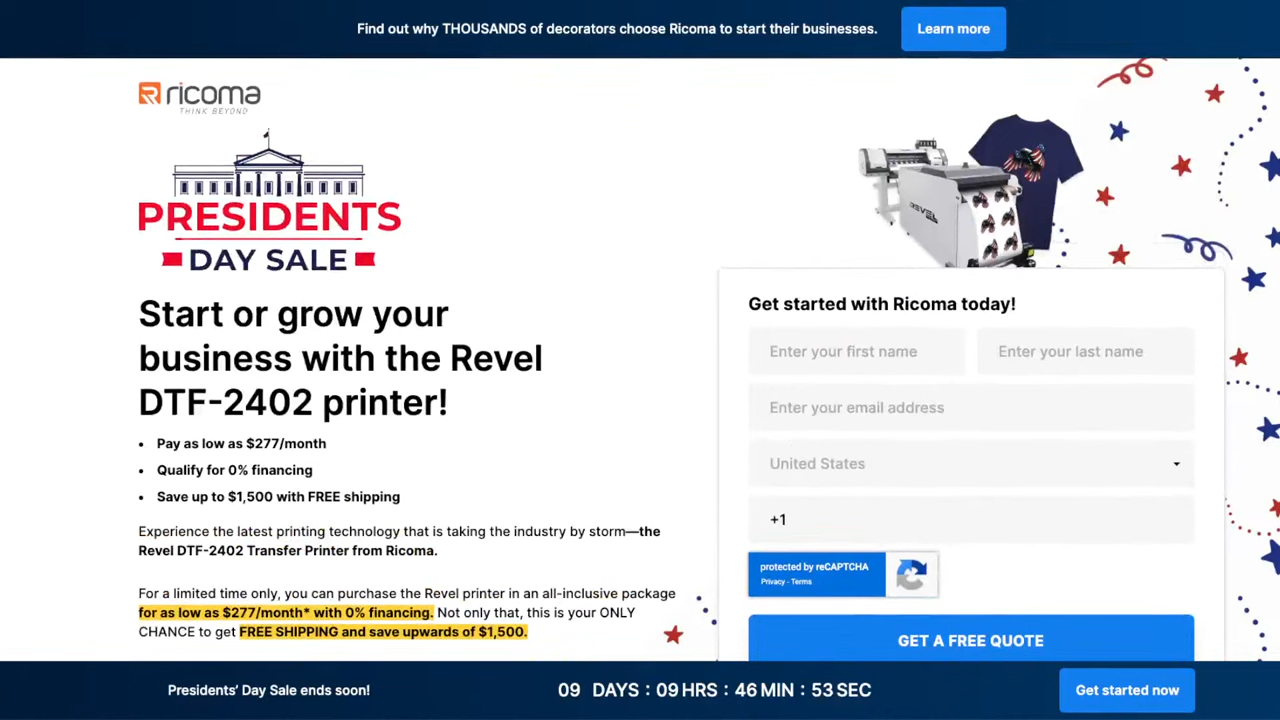 Find out why THOUSANDS of decorators choose Ricoma to start their businesses.
Learn more
ricoma
THINK BEYOND
PRESIDENTS
DAY SALE
Start or grow your
business with the Revel
DTF-2402 printer!
• Pay as low as $277/month
• Qualify for 0% financing
• Save up to $1,500 with FREE shipping
Experience the latest printing technology that is taking the industry by storm—the
Revel DTF-2402 Transfer Printer from Ricoma.
For a limited time only, you can purchase the Revel printer in an all-inclusive package
for as low as $277/month* with 0% financing. Not only that, this is your ONLY
CHANCE to get FREE SHIPPING and save upwards of $1,500.
REVEL
Get started with Ricoma today!
Enter your first name
Enter your last name
Enter your email address
United States
+1
protected by reCAPTCHA
Privacy - Terms
GET A FREE QUOTE
Presidents' Day Sale ends soon!
09 DAYS : 09 HRS : 46 MIN : 53 SEC
Get started now